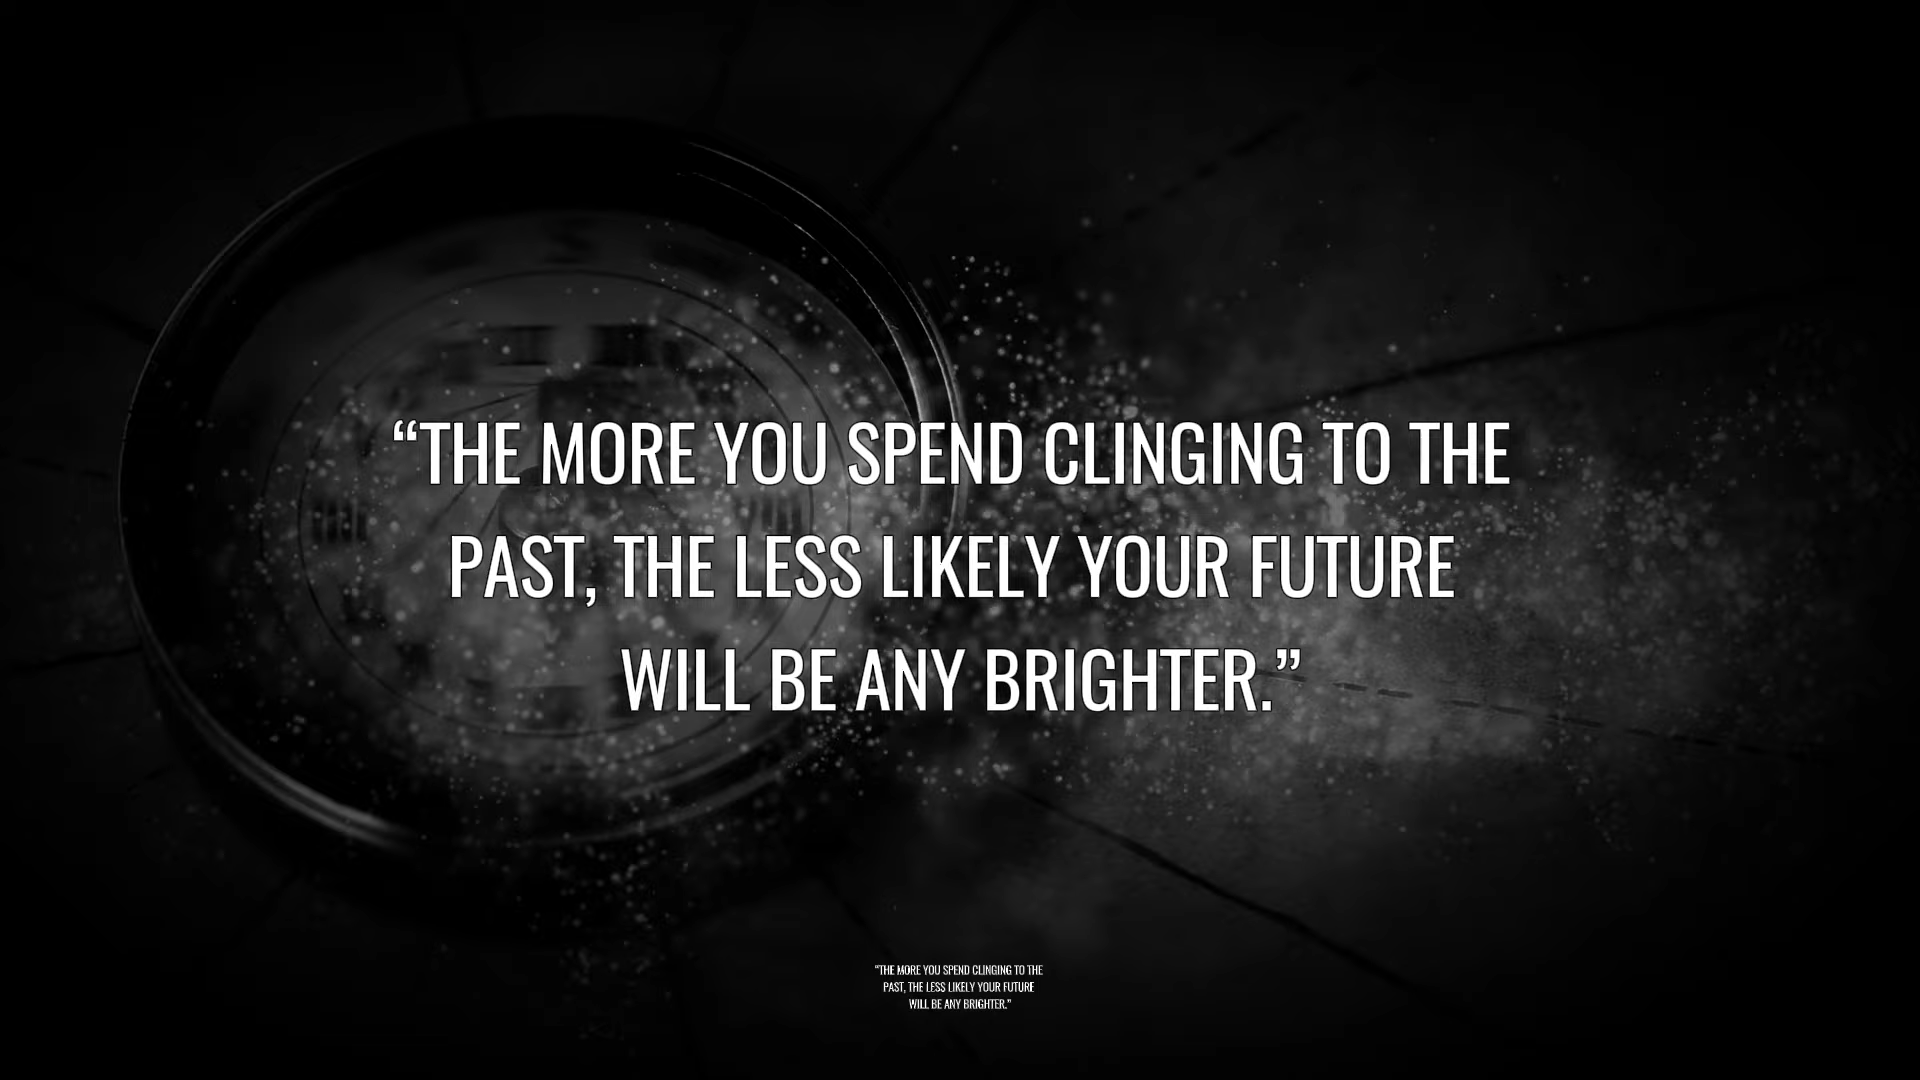 “THE MORE YOU SPEND CLINGING TO THE
PAST, THE LESS LIKELY YOUR FUTURE
WILL BE ANY BRIGHTER.”
“THE MORE YOU SPEND CLINGING TO THE
PAST, THE LESS LIKELY YOUR FUTURE
WILL BE ANY BRIGHTER.”